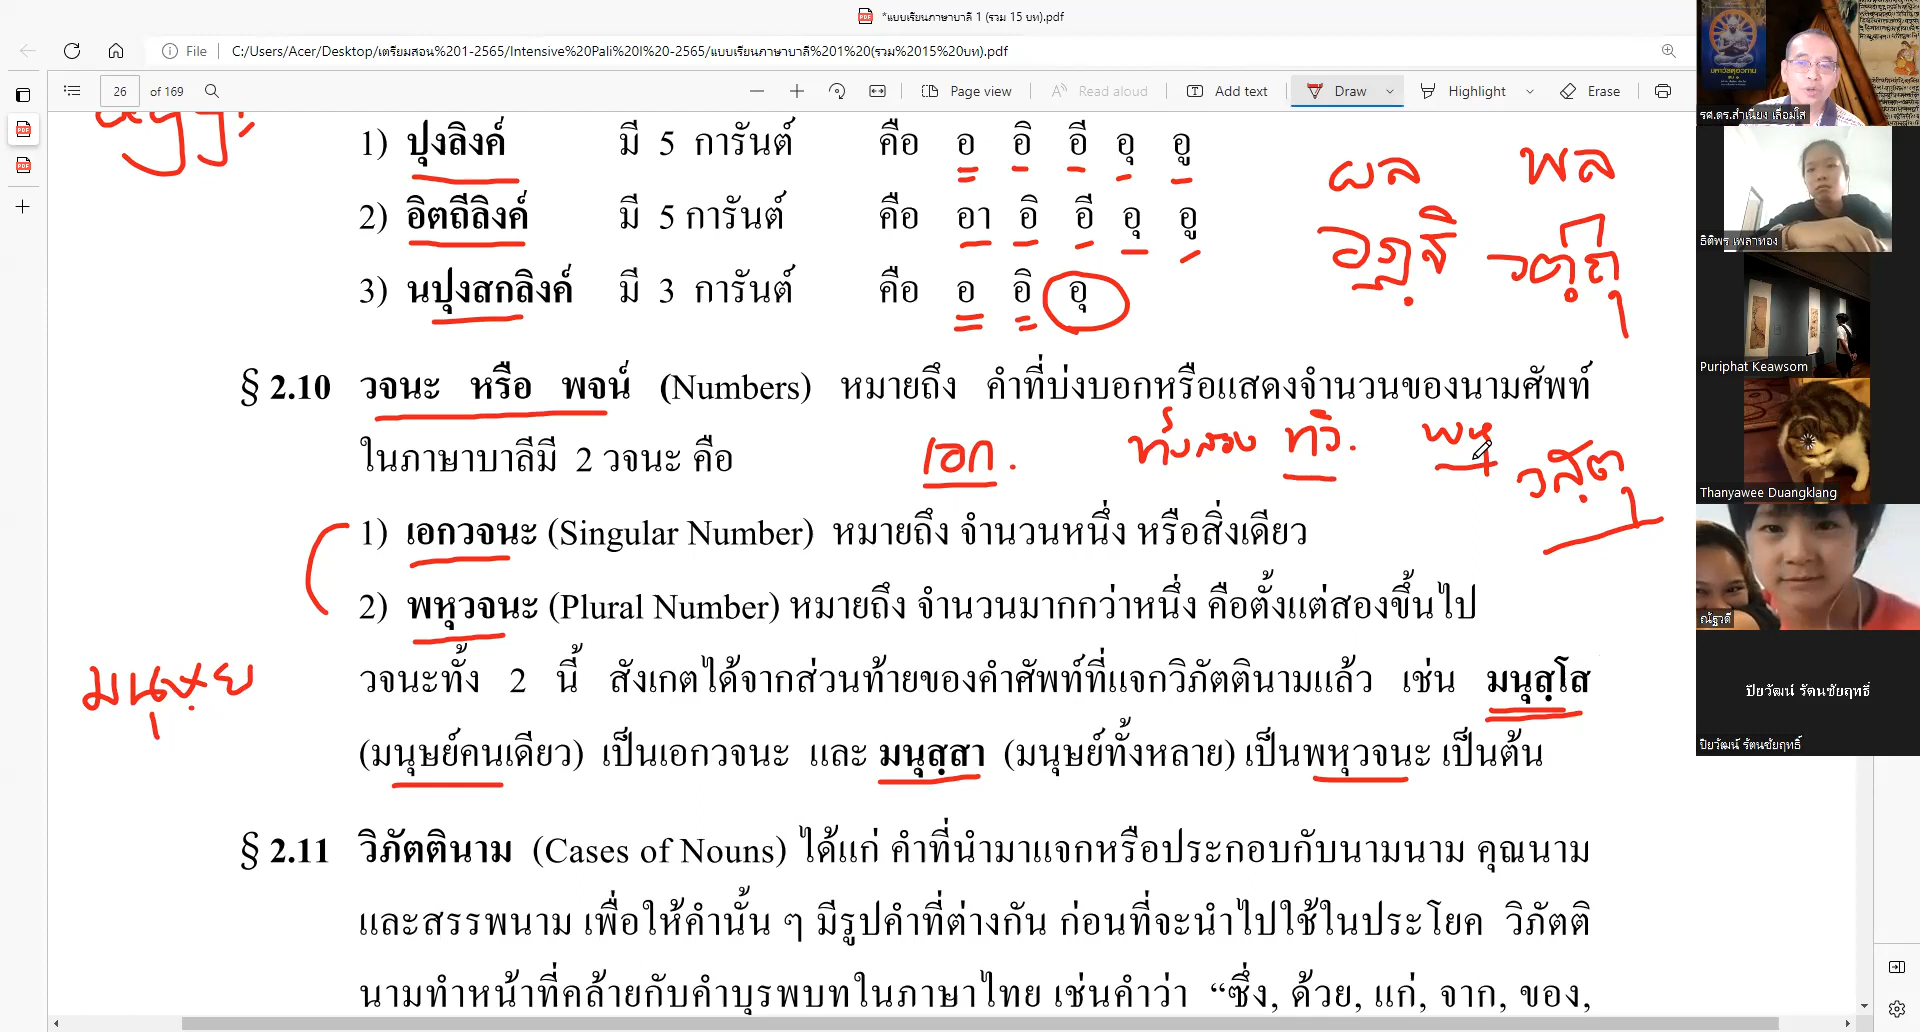 *แบบเรียนภาษาบาลี 1 (รวม 15 บท).pdf
File C:/Users/Acer/Desktop/เตรียมสอน%201-2565/Intensive%20Pali%20I%20-2565/แบบเรียนภาษาบาลี%201%20(รวม%2015%20บท).pdf
26 of 169 Page view Read aloud Add text Draw Highlight Erase
1) ปุงลิงค์ มี 5 การันต์ คือ อ อิ อี อุ อู
ผล พล
2) อิตถีลิงค์ มี 5 การันต์ คือ อา อิ อี อุ อู
อฏฺฐิ วตฺถุ
3) นปุงสกลิงค์ มี 3 การันต์ คือ อ อิ อุ
§ 2.10 วจนะ หรือ พจน์ (Numbers) หมายถึง คำที่บ่งบอกหรือแสดงจำนวนของนามศัพท์
ในภาษาบาลีมี 2 วจนะ คือ
เอก. ทั้งสอง ทวิ. พหุ วสฺตุ
1) เอกวจนะ (Singular Number) หมายถึง จำนวนหนึ่ง หรือสิ่งเดียว
2) พหุวจนะ (Plural Number) หมายถึง จำนวนมากกว่าหนึ่ง คือตั้งแต่สองขึ้นไป
มนุษฺย
วจนะทั้ง 2 นี้ สังเกตได้จากส่วนท้ายของคำศัพท์ที่แจกวิภัตตินามแล้ว เช่น มนุสฺโส
(มนุษย์คนเดียว) เป็นเอกวจนะ และ มนุสฺสา (มนุษย์ทั้งหลาย) เป็นพหุวจนะ เป็นต้น
§ 2.11 วิภัตตินาม (Cases of Nouns) ได้แก่ คำที่นำมาแจกหรือประกอบกับนามนาม คุณนาม
และสรรพนาม เพื่อให้คำนั้น ๆ มีรูปคำที่ต่างกัน ก่อนที่จะนำไปใช้ในประโยค วิภัตติ
นามทำหน้าที่คล้ายกับคำบุรพบทในภาษาไทย เช่นคำว่า “ซึ่ง, ด้วย, แก่, จาก, ของ,
รศ.ดร.สำเนียง เลื่อมใส
ธิติพร เพลาทอง
Puriphat Keawsom
Thanyawee Duangklang
ณัฐวดี
ปิยวัฒน์ รัตนชัยฤทธิ์
ปิยวัฒน์ รัตนชัยฤทธิ์